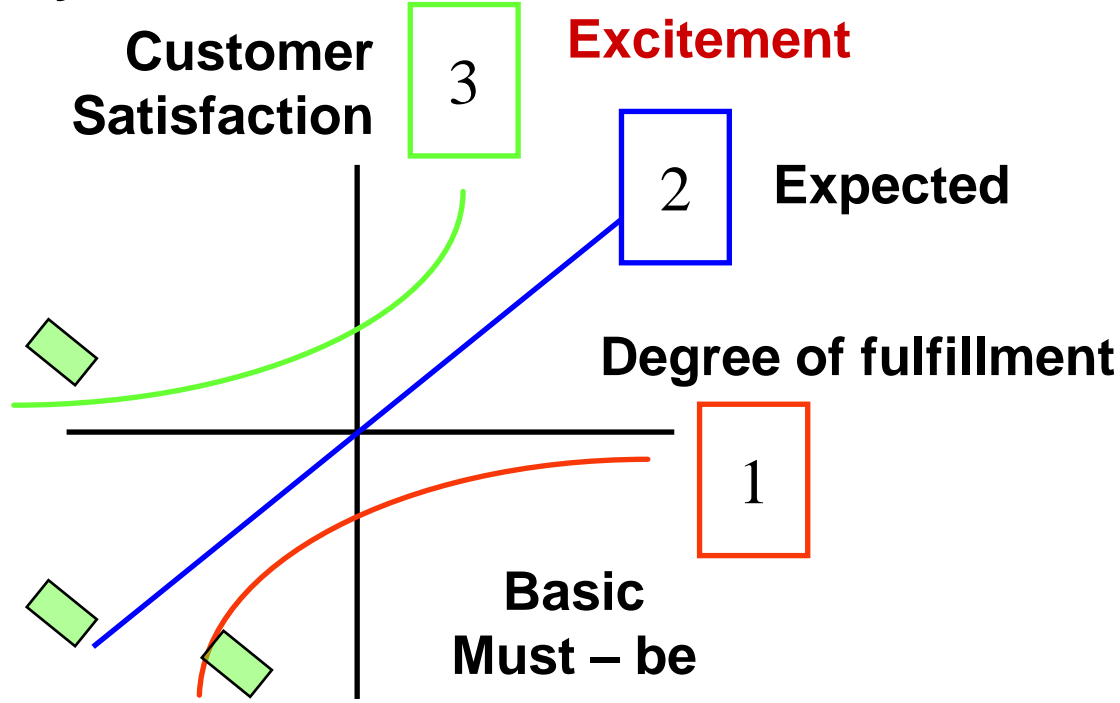 Customer
Satisfaction
3
Excitement
2
Expected
Degree of fulfillment
1
Basic
Must – be